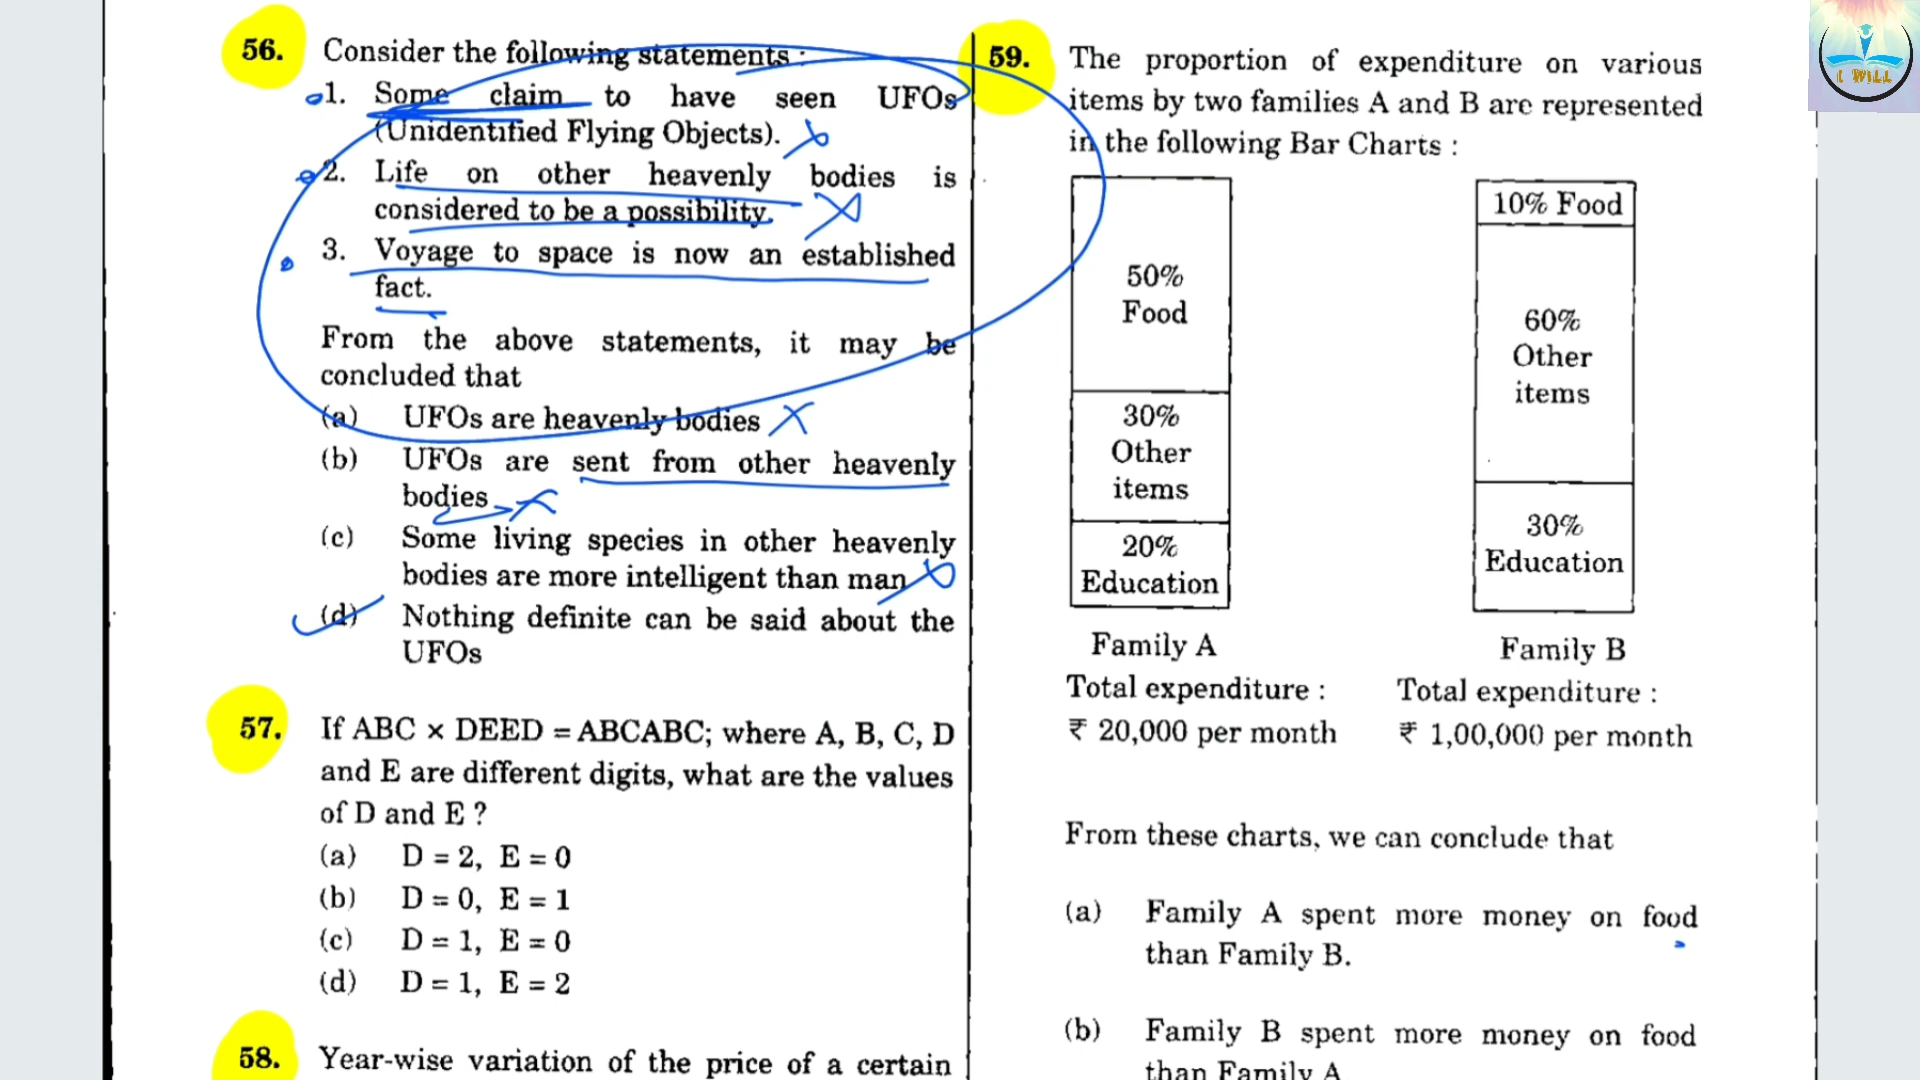 56. Consider the following statements :
1. Some claim to have seen UFOs
(Unidentified Flying Objects).
2. Life on other heavenly bodies is
considered to be a possibility.
3. Voyage to space is now an established
fact.
From the above statements, it may be
concluded that
(a) UFOs are heavenly bodies
(b) UFOs are sent from other heavenly
bodies
(c) Some living species in other heavenly
bodies are more intelligent than man
(d) Nothing definite can be said about the
UFOs
57. If ABC × DEED = ABCABC; where A, B, C, D
and E are different digits, what are the values
of D and E ?
(a) D = 2, E = 0
(b) D = 0, E = 1
(c) D = 1, E = 0
(d) D = 1, E = 2
58. Year-wise variation of the price of a certain
59. The proportion of expenditure on various
items by two families A and B are represented
in the following Bar Charts :
50%
Food
30%
Other
items
20%
Education
Family A
Total expenditure :
₹ 20,000 per month
10% Food
60%
Other
items
30%
Education
Family B
Total expenditure :
₹ 1,00,000 per month
From these charts, we can conclude that
(a) Family A spent more money on food
than Family B.
(b) Family B spent more money on food
than Family A.
I WILL